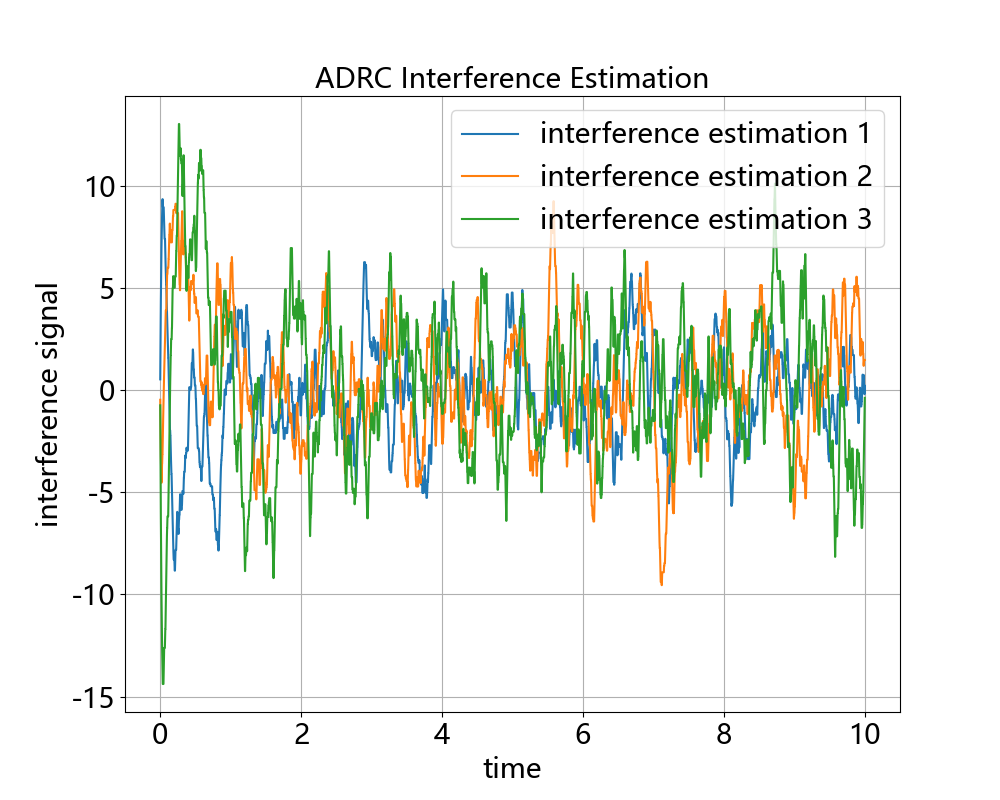 ADRC Interference Estimation
interference estimation 1
interference estimation 2
interference estimation 3
interference signal
10
5
0
-5
-10
-15
0 2 4 6 8 10
time